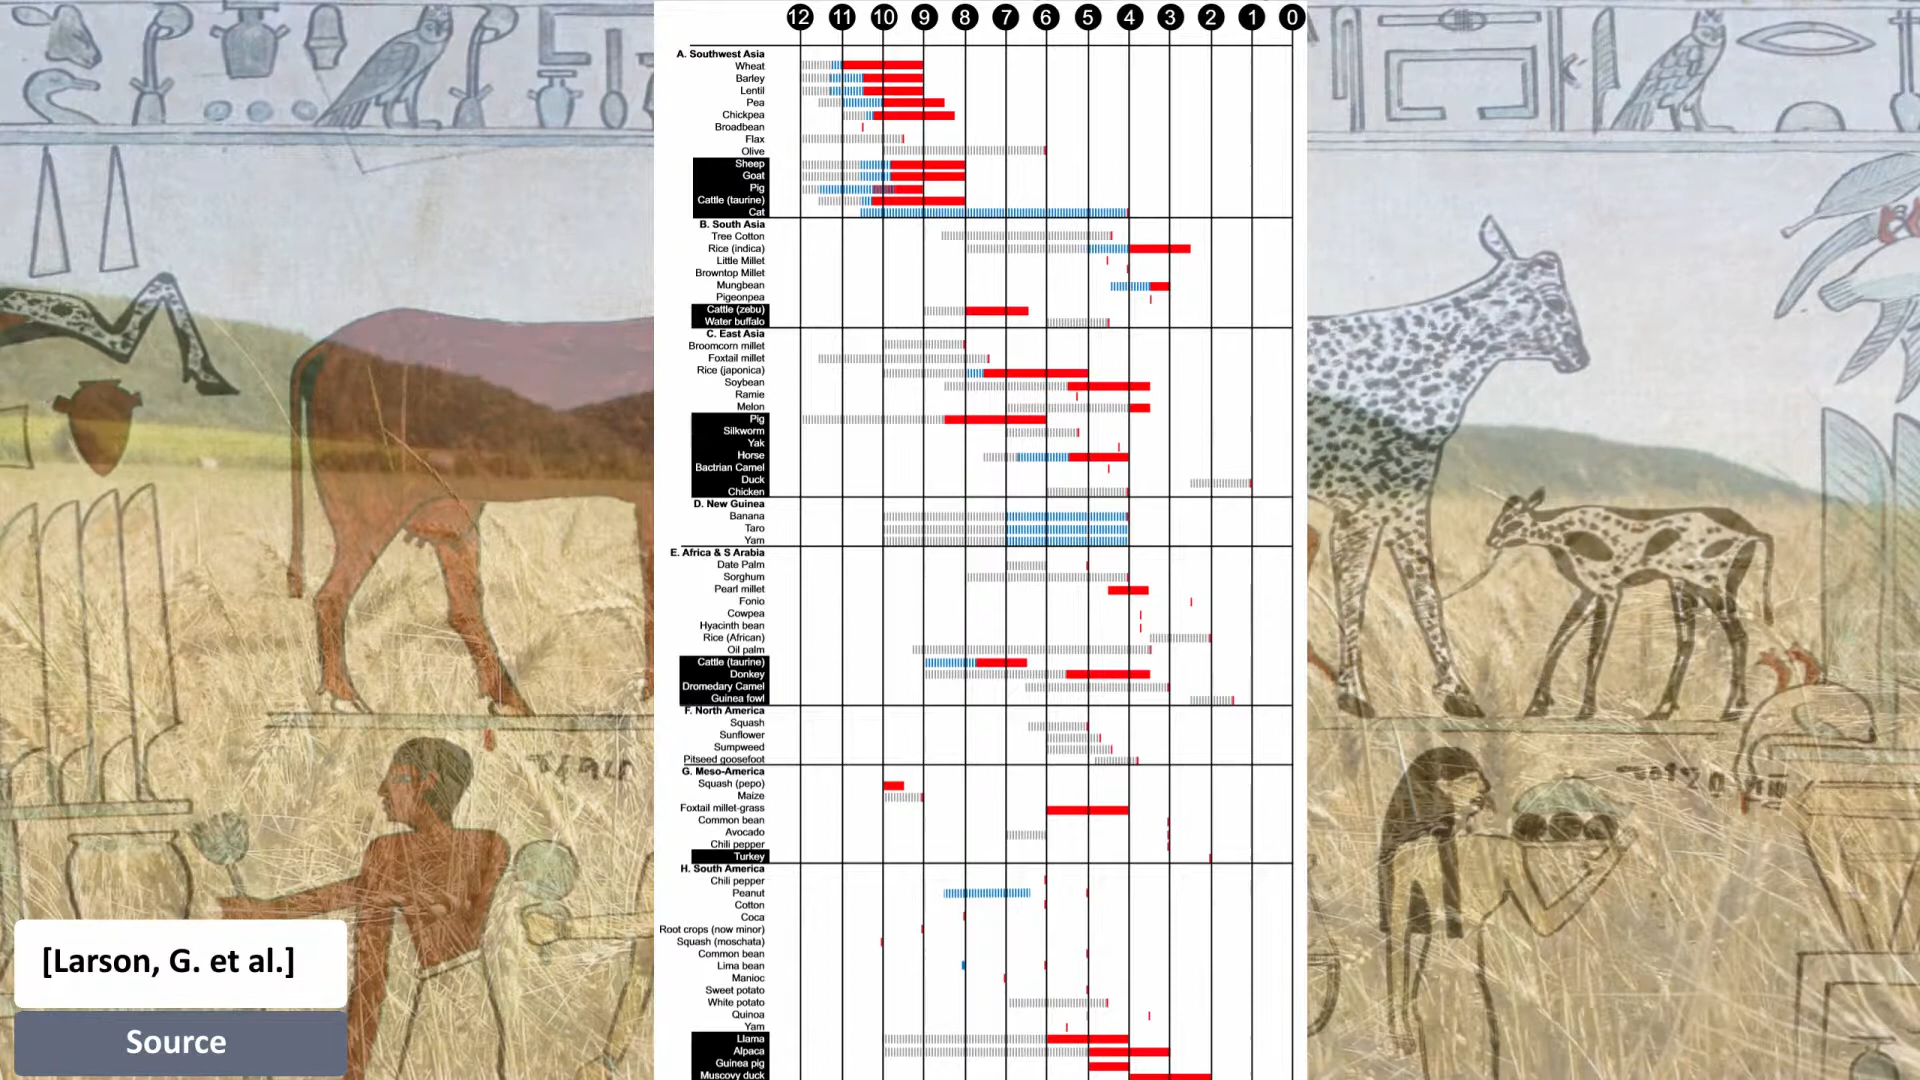 12 11 10 9 8 7 6 5 4 3 2 1 0
A. Southwest Asia
Wheat
Barley
Lentil
Pea
Chickpea
Broadbean
Flax
Olive
Sheep
Goat
Pig
Cattle (taurine)
Cat
B. South Asia
Tree Cotton
Rice (indica)
Little Millet
Browntop Millet
Mungbean
Pigeonpea
Cattle (zebu)
Water buffalo
C. East Asia
Broomcorn millet
Foxtail millet
Rice (japonica)
Soybean
Ramie
Melon
Pig
Silkworm
Yak
Horse
Bactrian Camel
Duck
Chicken
D. New Guinea
Banana
Taro
Yam
E. Africa & S Arabia
Date Palm
Sorghum
Pearl millet
Fonio
Cowpea
Hyacinth bean
Rice (African)
Oil palm
Cattle (taurine)
Donkey
Dromedary Camel
Guinea fowl
F. North America
Squash
Sunflower
Sumpweed
Pitseed goosefoot
G. Meso-America
Squash (pepo)
Maize
Foxtail millet-grass
Common bean
Avocado
Chili pepper
Turkey
H. South America
Chili pepper
Peanut
Cotton
Coca
Root crops (now minor)
Squash (moschata)
Common bean
Lima bean
Manioc
Sweet potato
White potato
Quinoa
Yam
Llama
Alpaca
Guinea pig
Muscovy duck
[Larson, G. et al.]
Source